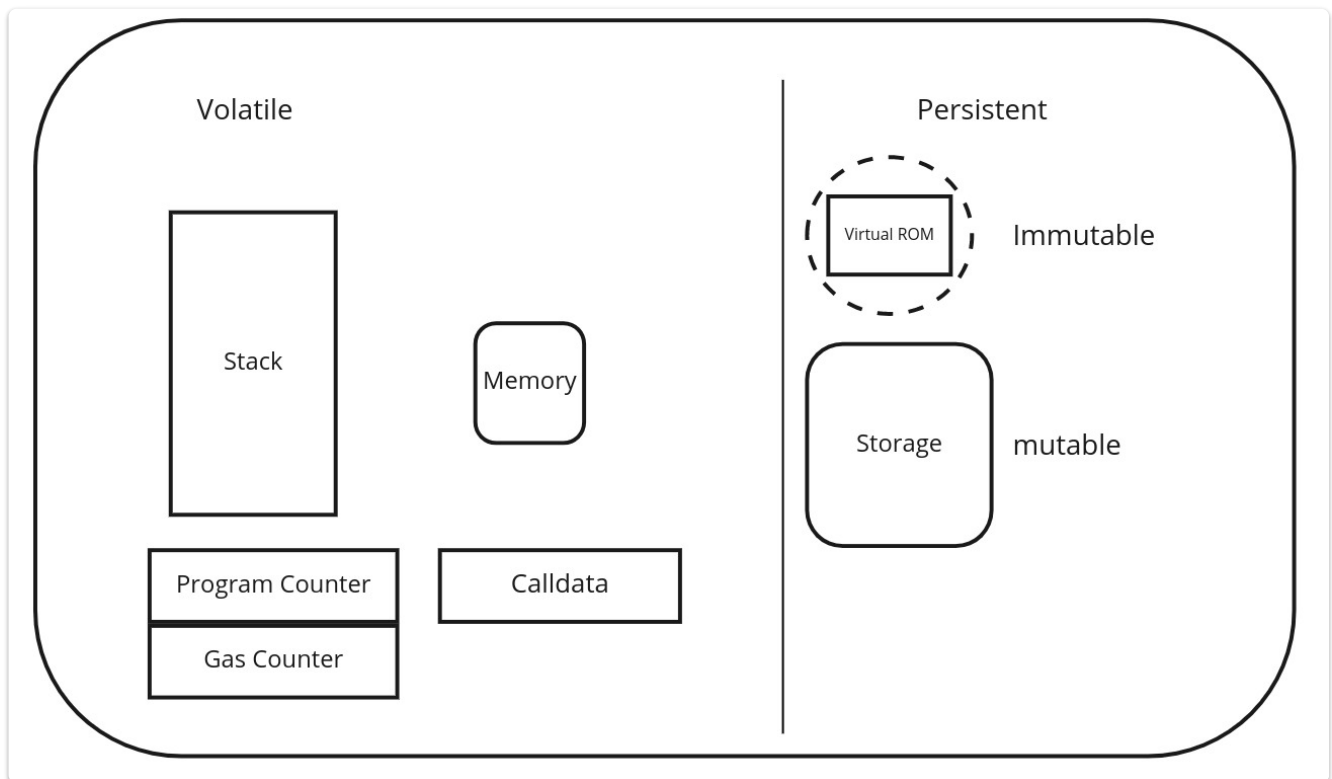 Volatile
Persistent
Virtual ROM
Immutable
Stack
Memory
Storage
mutable
Program Counter
Calldata
Gas Counter